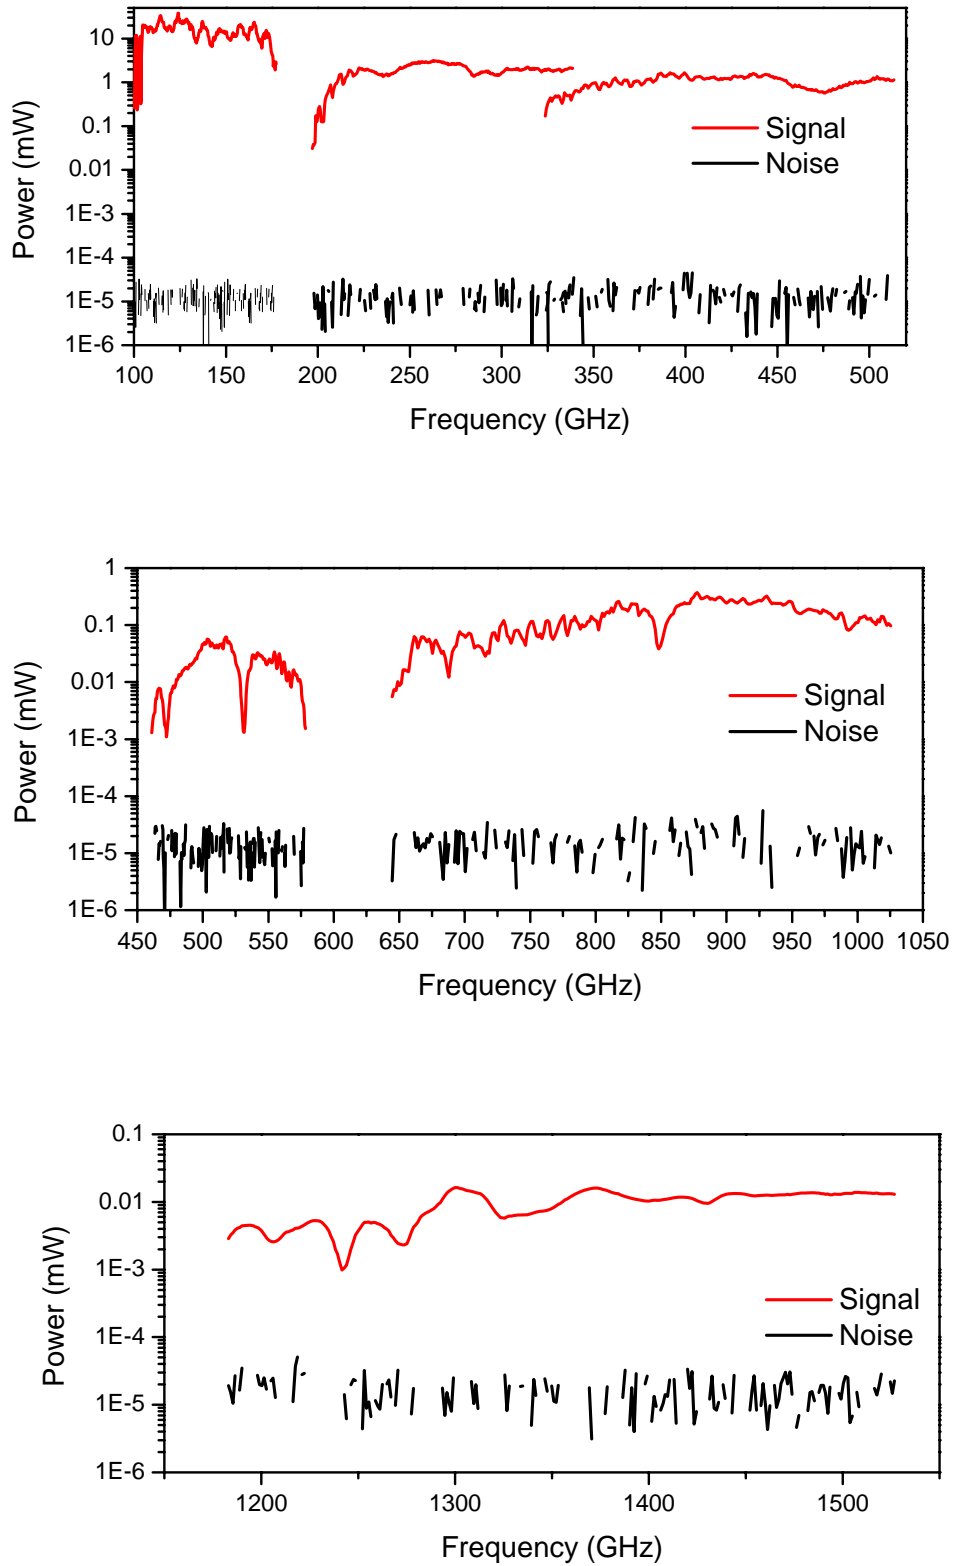 10
1
0.1
0.01
1E-3
1E-4
1E-5
1E-6
Power (mW)
Signal
Noise
100 150 200 250 300 350 400 450 500
Frequency (GHz)
1
0.1
0.01
1E-3
1E-4
1E-5
1E-6
Power (mW)
Signal
Noise
450 500 550 600 650 700 750 800 850 900 950 1000 1050
Frequency (GHz)
0.1
0.01
1E-3
1E-4
1E-5
1E-6
Power (mW)
Signal
Noise
1200 1300 1400 1500
Frequency (GHz)